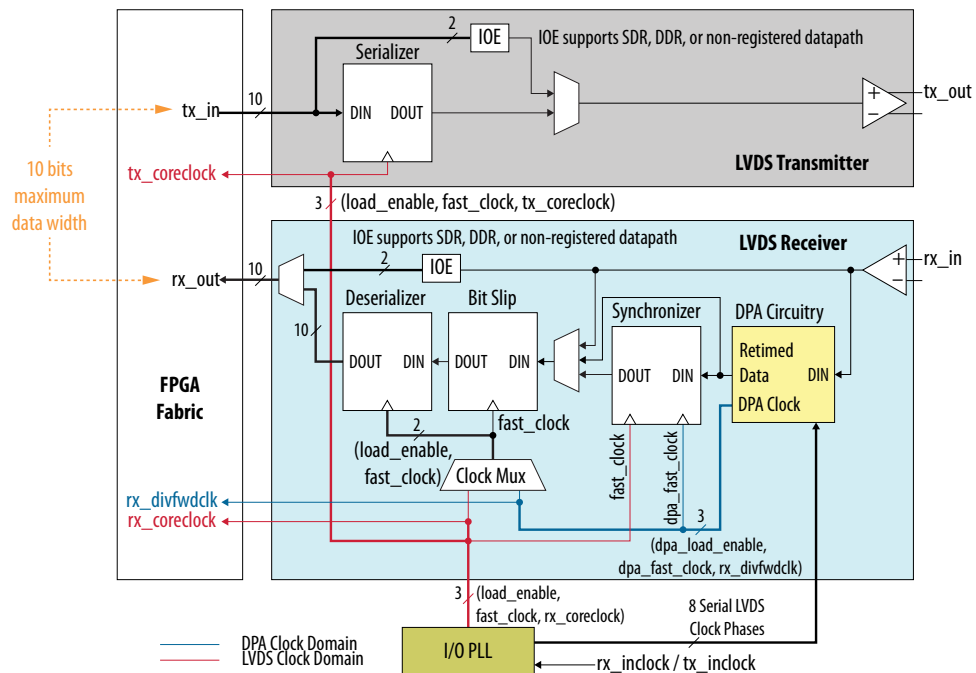 2
IOE
IOE supports SDR, DDR, or non-registered datapath
Serializer
tx_in
10
DIN
DOUT
+
−
tx_out
10 bits
maximum
data width
tx_coreclock
LVDS Transmitter
3
(load_enable, fast_clock, tx_coreclock)
IOE supports SDR, DDR, or non-registered datapath
LVDS Receiver
rx_out
10
2
IOE
+
−
rx_in
Deserializer
Bit Slip
Synchronizer
DPA Circuitry
10
DOUT
DIN
DOUT
DIN
DOUT
DIN
Retimed
Data
DIN
DPA Clock
FPGA
Fabric
2
fast_clock
(load_enable,
fast_clock)
Clock Mux
fast_clock
dpa_fast_clock
rx_divfwdclk
rx_coreclock
3
(dpa_load_enable,
dpa_fast_clock, rx_divfwdclk)
3
(load_enable,
fast_clock, rx_coreclock)
8 Serial LVDS
Clock Phases
I/O PLL
rx_inclock / tx_inclock
DPA Clock Domain
LVDS Clock Domain